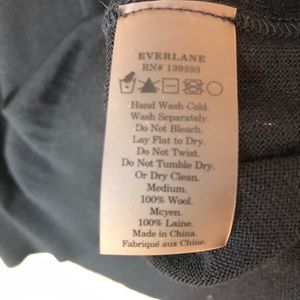 EVERLANE
RN# 139393
Hand Wash Cold.
Wash Separately.
Do Not Bleach.
Lay Flat to Dry.
Do Not Twist.
Do Not Tumble Dry.
Or Dry Clean.
Medium.
100% Wool.
Mcyen.
100% Laine.
Made in China.
Fabriqué aux Chine.